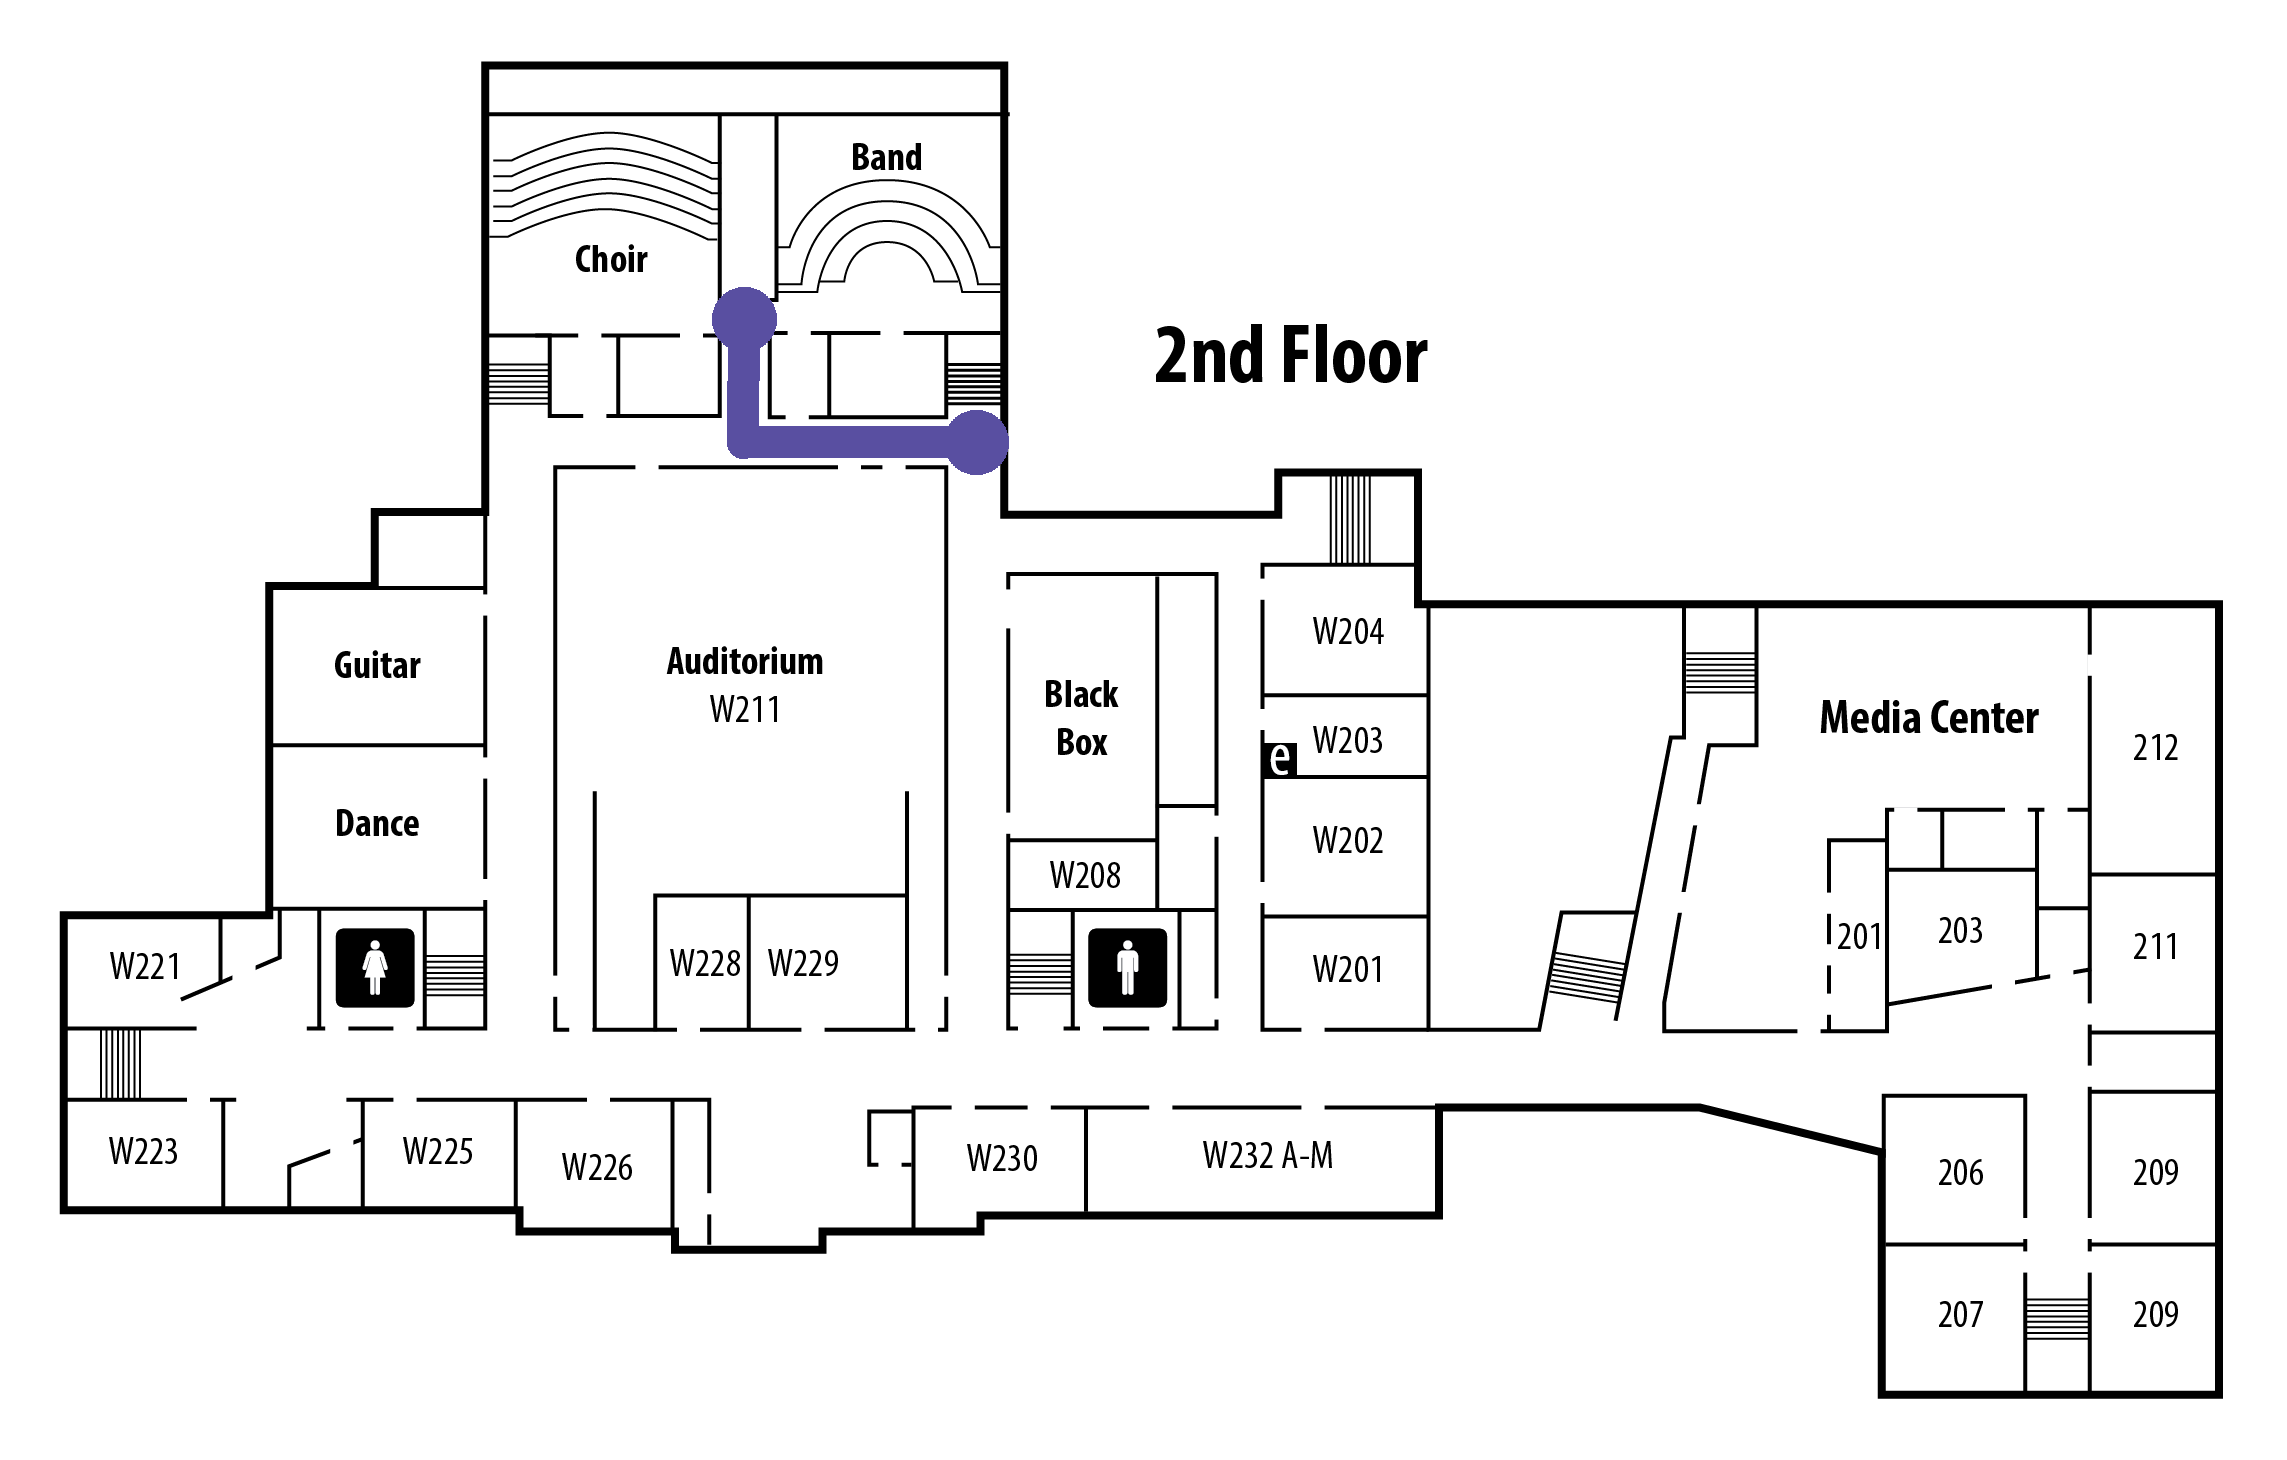 Band
Choir
2nd Floor
Guitar
Auditorium
W211
Black
Box
W204
W203
e
W202
W201
Media Center
212
Dance
W208
W221
W228
W229
201
203
211
W223
W225
W226
W230
W232 A-M
206
209
207
209